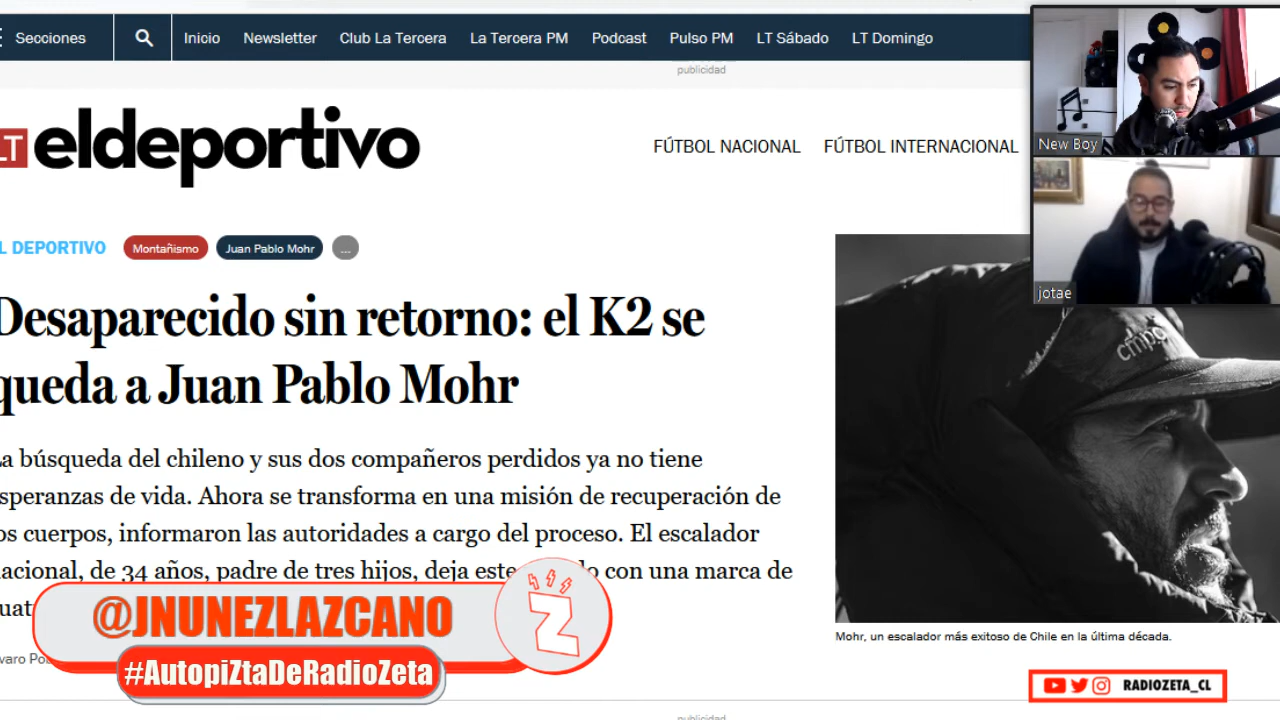 Secciones
Inicio
Newsletter
Club La Tercera
La Tercera PM
Podcast
Pulso PM
LT Sábado
LT Domingo
publicidad
LT eldeportivo
FÚTBOL NACIONAL
FÚTBOL INTERNACIONAL
New Boy
jotae
L DEPORTIVO
Montañismo
Juan Pablo Mohr
...
Desaparecido sin retorno: el K2 se
queda a Juan Pablo Mohr
La búsqueda del chileno y sus dos compañeros perdidos ya no tiene
speranzas de vida. Ahora se transforma en una misión de recuperación de
os cuerpos, informaron las autoridades a cargo del proceso. El escalador
nacional, de 34 años, padre de tres hijos, deja este con una marca de
cmpo
Mohr, un escalador más exitoso de Chile en la última década.
@JNUNEZLAZCANO
Z
#AutopiZtaDeRadioZeta
RADIOZETA_CL
publicidad